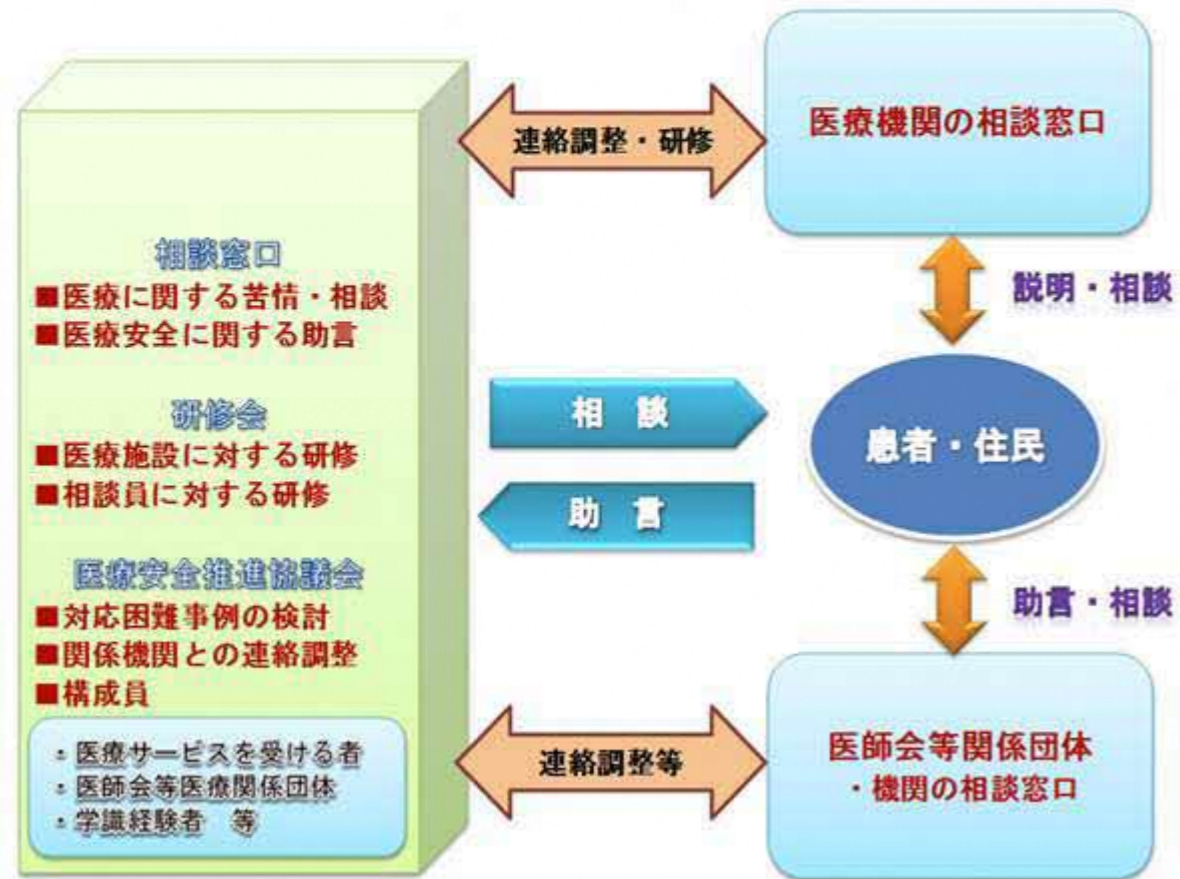 相談窓口
■医療に関する苦情・相談
■医療安全に関する助言
研修会
■医療施設に対する研修
■相談員に対する研修
医療安全推進協議会
■対応困難事例の検討
■関係機関との連絡調整
■構成員
・医療サービスを受ける者
・医師会等医療関係団体
・学識経験者　等
連絡調整・研修
相　談
助　言
連絡調整等
医療機関の相談窓口
説明・相談
患者・住民
助言・相談
医師会等関係団体
・機関の相談窓口